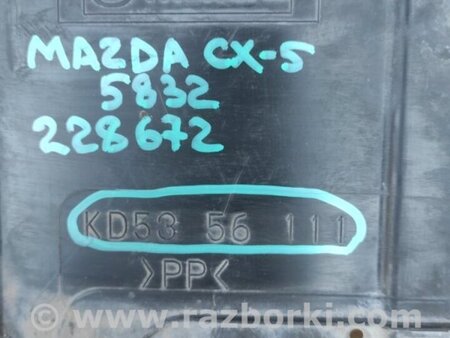 MAZDA CX-5
5832
228672
KD53 56 111
>PP<
www.razborki.com